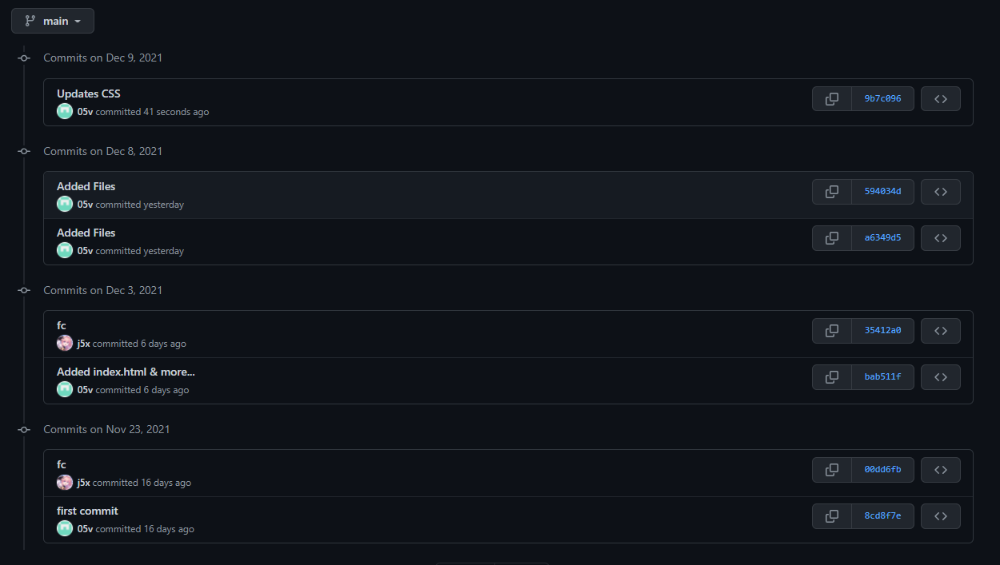 main
Commits on Dec 9, 2021
Updates CSS
9b7c096
05v committed 41 seconds ago
Commits on Dec 8, 2021
Added Files
594034d
05v committed yesterday
Added Files
a6349d5
05v committed yesterday
Commits on Dec 3, 2021
fc
35412a0
j5x committed 6 days ago
Added index.html & more...
bab511f
05v committed 6 days ago
Commits on Nov 23, 2021
fc
00dd6fb
j5x committed 16 days ago
first commit
8cd8f7e
05v committed 16 days ago